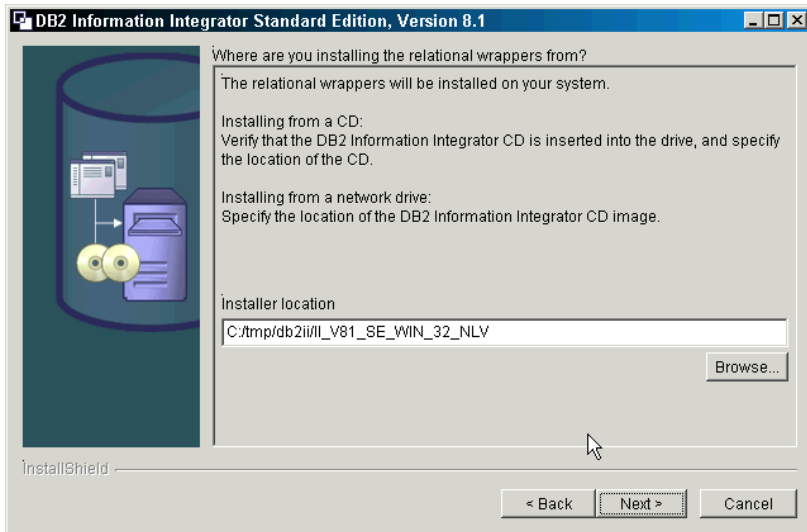 DB2 Information Integrator Standard Edition, Version 8.1
Where are you installing the relational wrappers from?
The relational wrappers will be installed on your system.
Installing from a CD:
Verify that the DB2 Information Integrator CD is inserted into the drive, and specify
the location of the CD.
Installing from a network drive:
Specify the location of the DB2 Information Integrator CD image.
Installer location
C:/tmp/db2ii/II_V81_SE_WIN_32_NLV
Browse...
InstallShield
< Back Next > Cancel